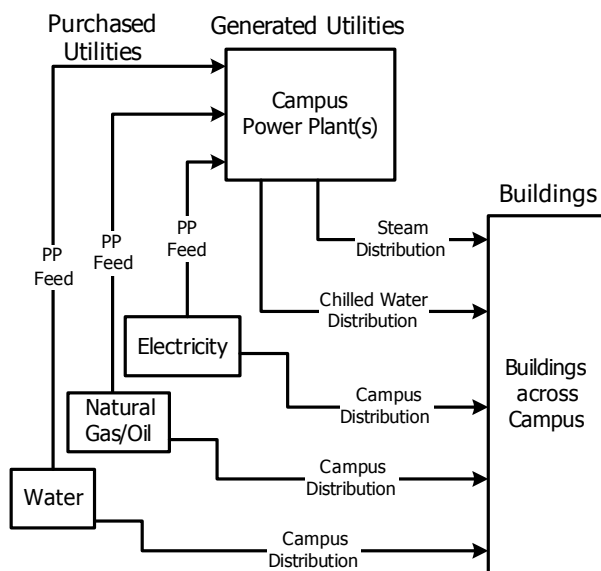 Purchased
Utilities
Generated Utilities
Campus
Power Plant(s)
Buildings
PP
Feed
PP
Feed
PP
Feed
Steam
Distribution
Chilled Water
Distribution
Electricity
Campus
Distribution
Buildings
across
Campus
Natural
Gas/Oil
Campus
Distribution
Water
Campus
Distribution